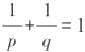 1/p + 1/q = 1